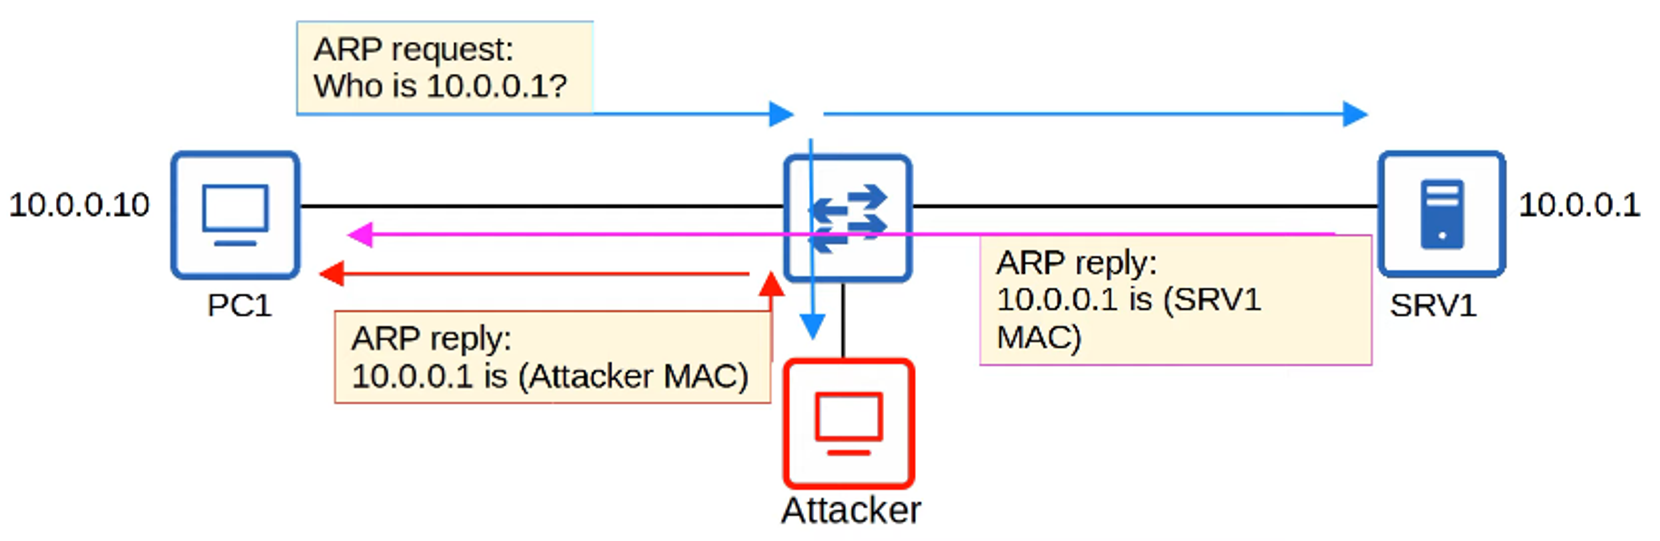 ARP request:
Who is 10.0.0.1?
10.0.0.10
10.0.0.1
PC1
ARP reply:
10.0.0.1 is (SRV1
MAC)
SRV1
ARP reply:
10.0.0.1 is (Attacker MAC)
Attacker